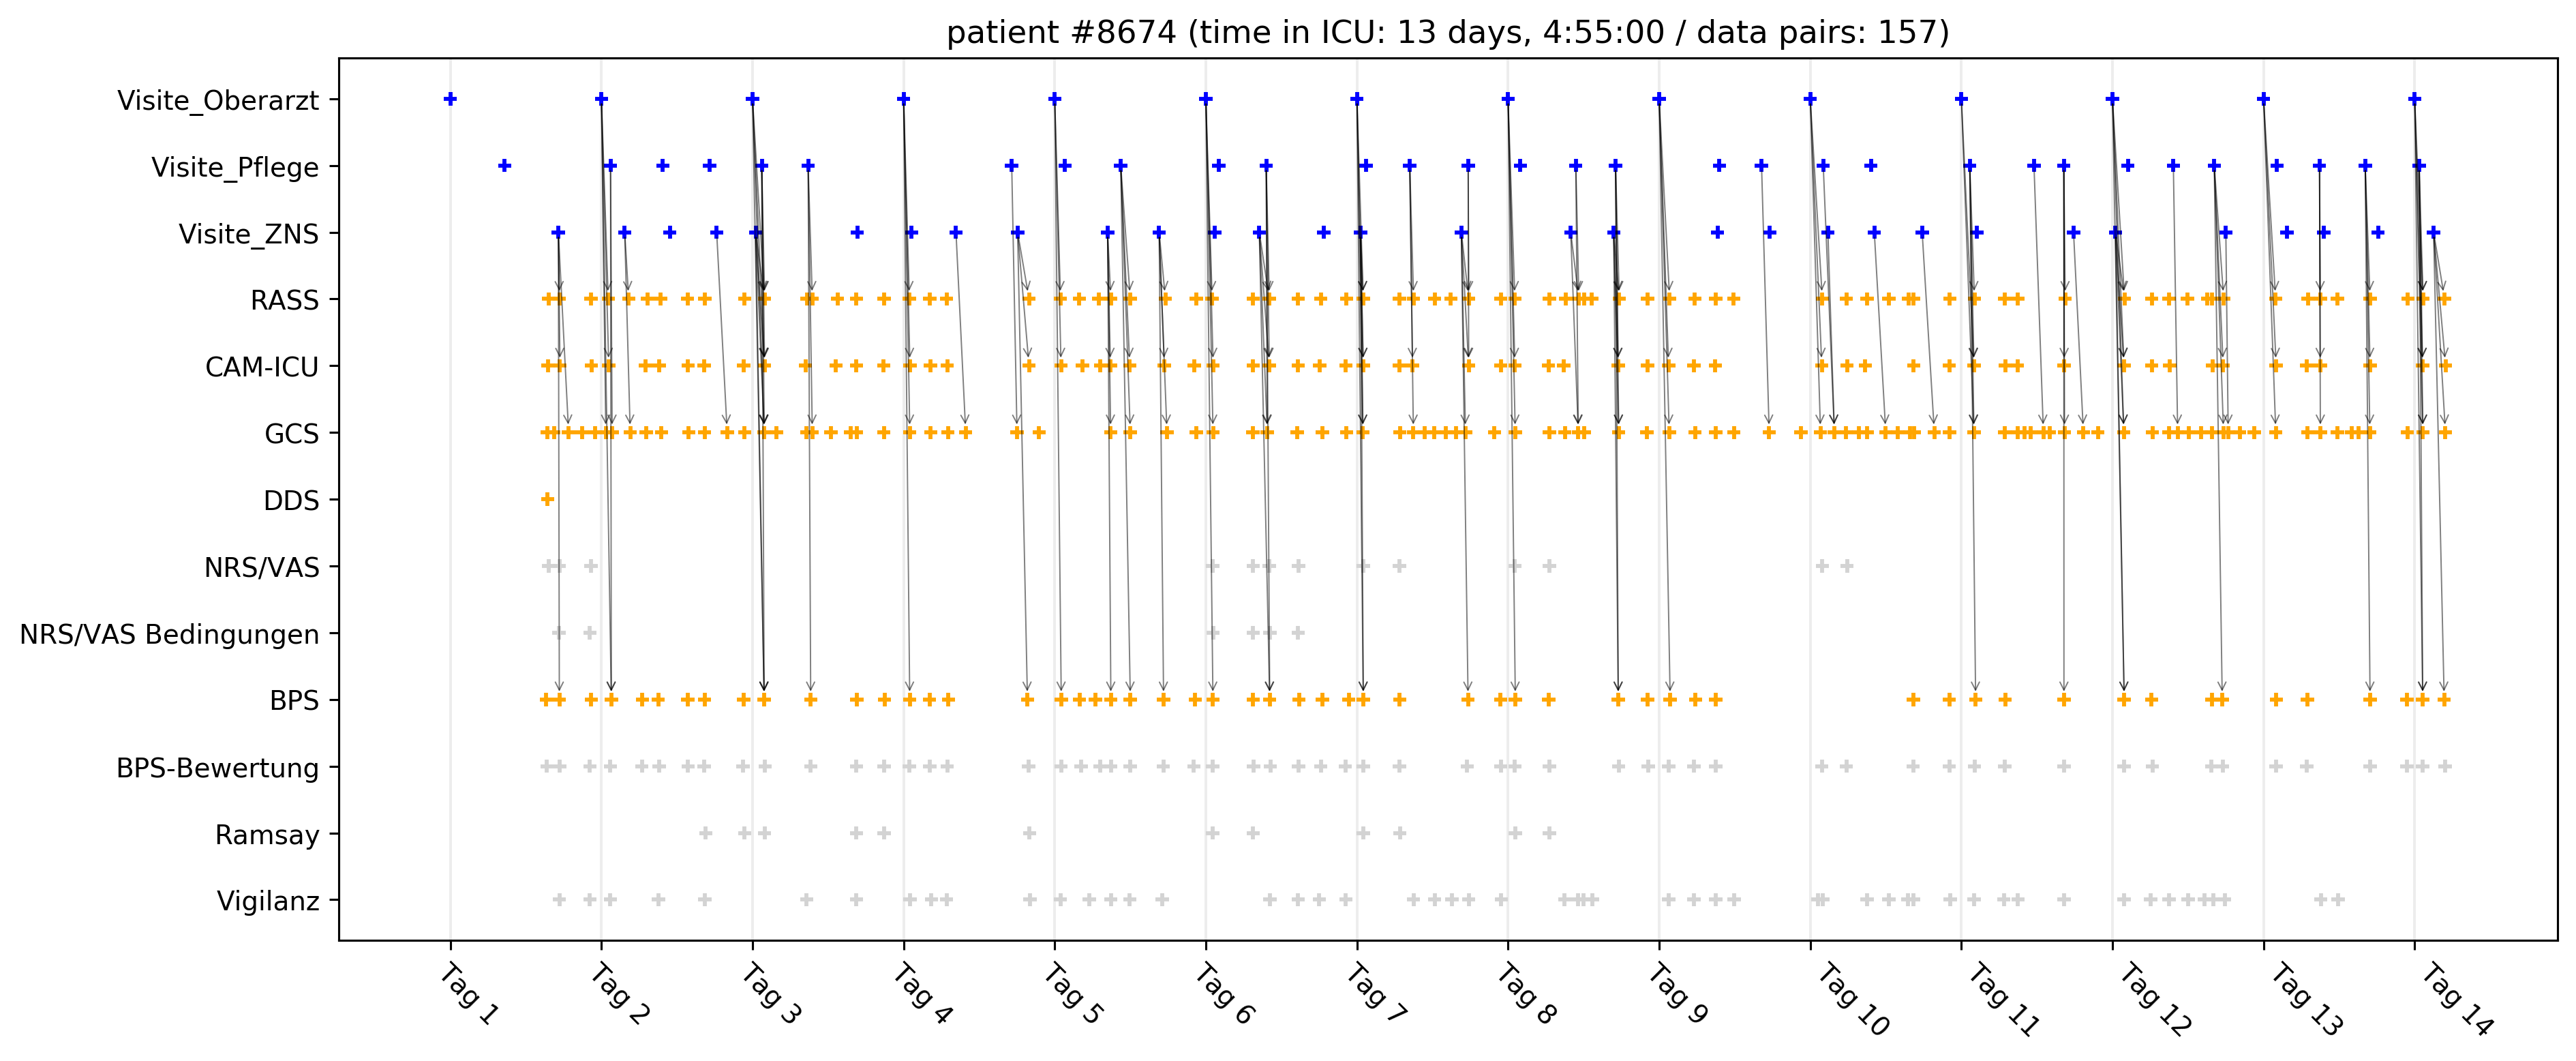 patient #8674 (time in ICU: 13 days, 4:55:00 / data pairs: 157)
Visite_Oberarzt
Visite_Pflege
Visite_ZNS
RASS
CAM-ICU
GCS
DDS
NRS/VAS
NRS/VAS Bedingungen
BPS
BPS-Bewertung
Ramsay
Vigilanz
Tag 1
Tag 2
Tag 3
Tag 4
Tag 5
Tag 6
Tag 7
Tag 8
Tag 9
Tag 10
Tag 11
Tag 12
Tag 13
Tag 14